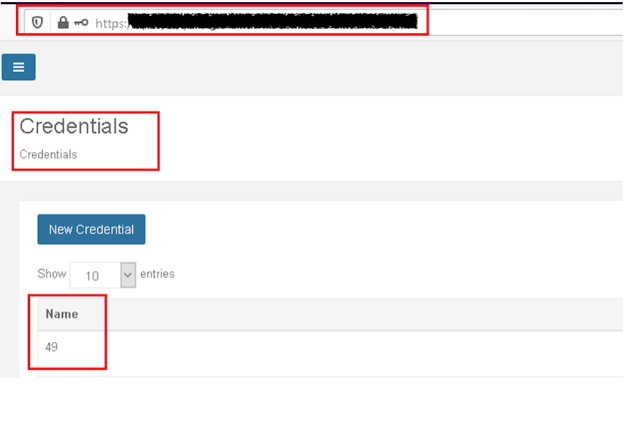 https:/
Credentials
Credentials
New Credential
Show 10 entries
Name
49